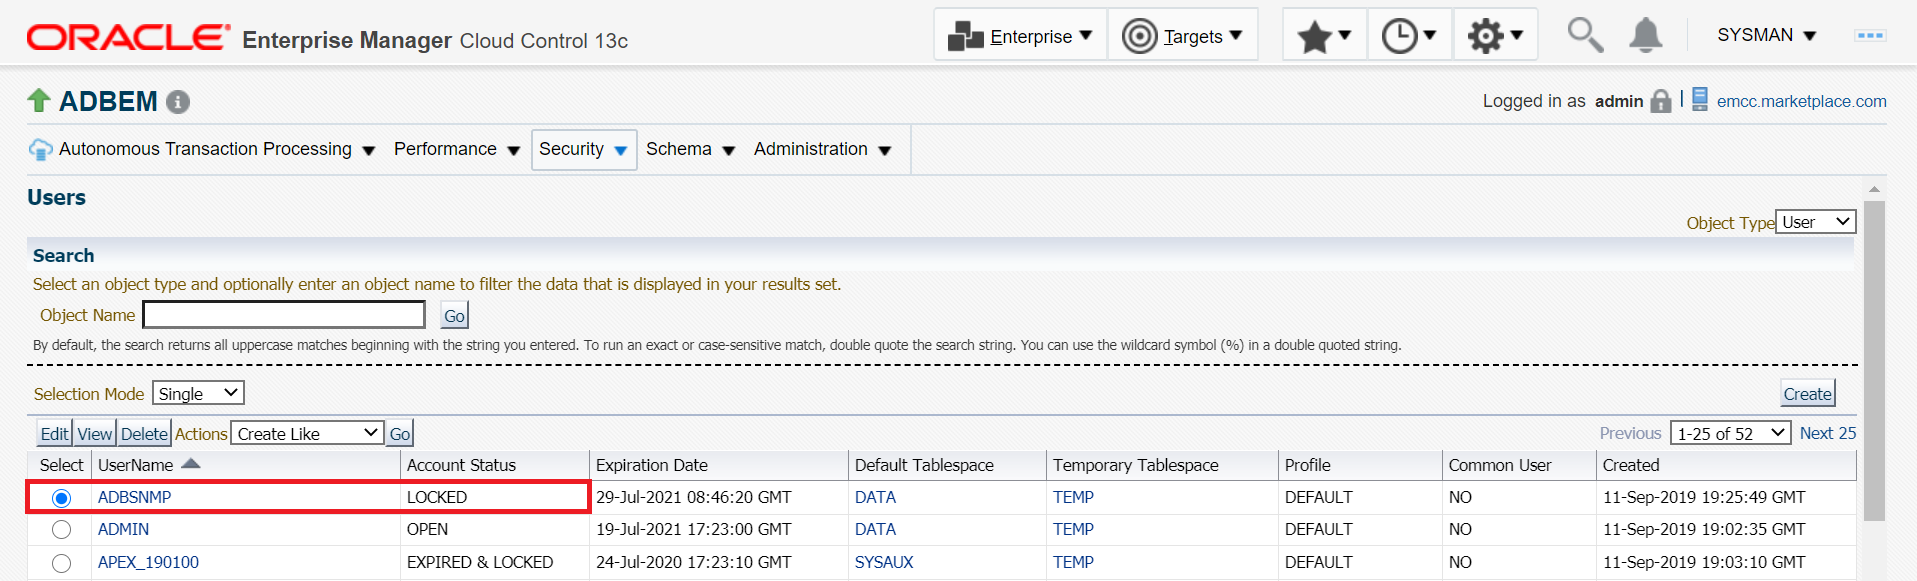 ORACLE Enterprise Manager Cloud Control 13c Enterprise Targets SYSMAN
ADBEM Logged in as admin emcc.marketplace.com
Autonomous Transaction Processing Performance Security Schema Administration
Users
Object Type User
Search
Select an object type and optionally enter an object name to filter the data that is displayed in your results set.
Object Name Go
By default, the search returns all uppercase matches beginning with the string you entered. To run an exact or case-sensitive match, double quote the search string. You can use the wildcard symbol (%) in a double quoted string.
Selection Mode Single Create
Edit View Delete Actions Create Like Go Previous 1-25 of 52 Next 25
Select UserName Account Status Expiration Date Default Tablespace Temporary Tablespace Profile Common User Created
ADBSNMP LOCKED 29-Jul-2021 08:46:20 GMT DATA TEMP DEFAULT NO 11-Sep-2019 19:25:49 GMT
ADMIN OPEN 19-Jul-2021 17:23:00 GMT DATA TEMP DEFAULT NO 11-Sep-2019 19:02:35 GMT
APEX_190100 EXPIRED & LOCKED 24-Jul-2020 17:23:10 GMT SYSAUX TEMP DEFAULT NO 11-Sep-2019 19:03:10 GMT